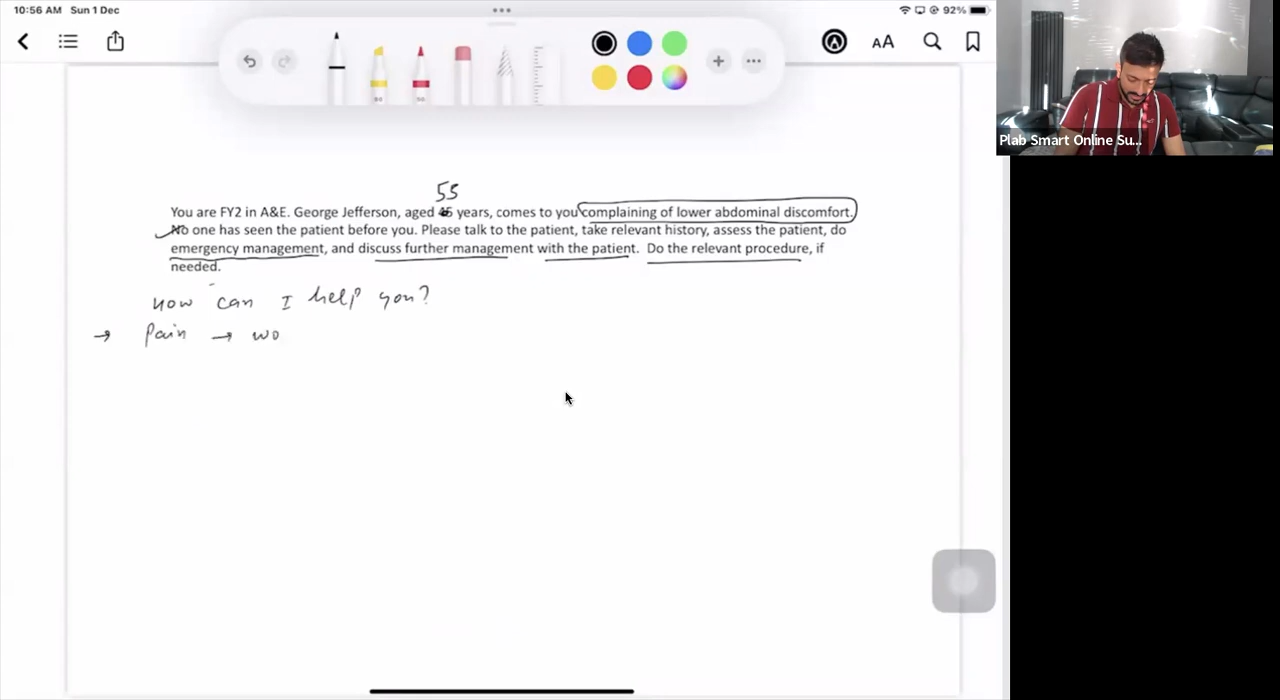 10:56 AM Sun 1 Dec
92%
AA
Plab Smart Online Su...
55
You are FY2 in A&E. George Jefferson, aged years, comes to you complaining of lower abdominal discomfort.
No one has seen the patient before you. Please talk to the patient, take relevant history, assess the patient, do
emergency management, and discuss further management with the patient. Do the relevant procedure, if
needed.
How can I help you?
→ Pain → wo